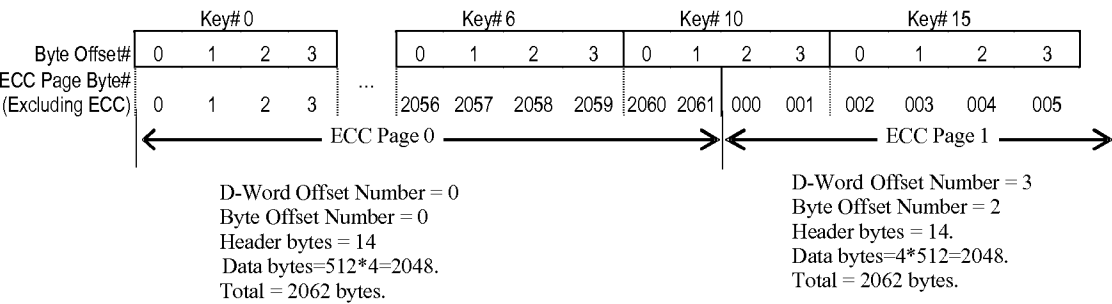 Key# 0 Key# 6 Key# 10 Key# 15
Byte Offset# 0 1 2 3 0 1 2 3 0 1 2 3 0 1 2 3
ECC Page Byte# ...
(Excluding ECC) 0 1 2 3 2056 2057 2058 2059 2060 2061 000 001 002 003 004 005
ECC Page 0 ECC Page 1
D-Word Offset Number = 0
Byte Offset Number = 0
Header bytes = 14
Data bytes=512*4=2048.
Total = 2062 bytes.
D-Word Offset Number = 3
Byte Offset Number = 2
Header bytes = 14.
Data bytes=4*512=2048.
Total = 2062 bytes.